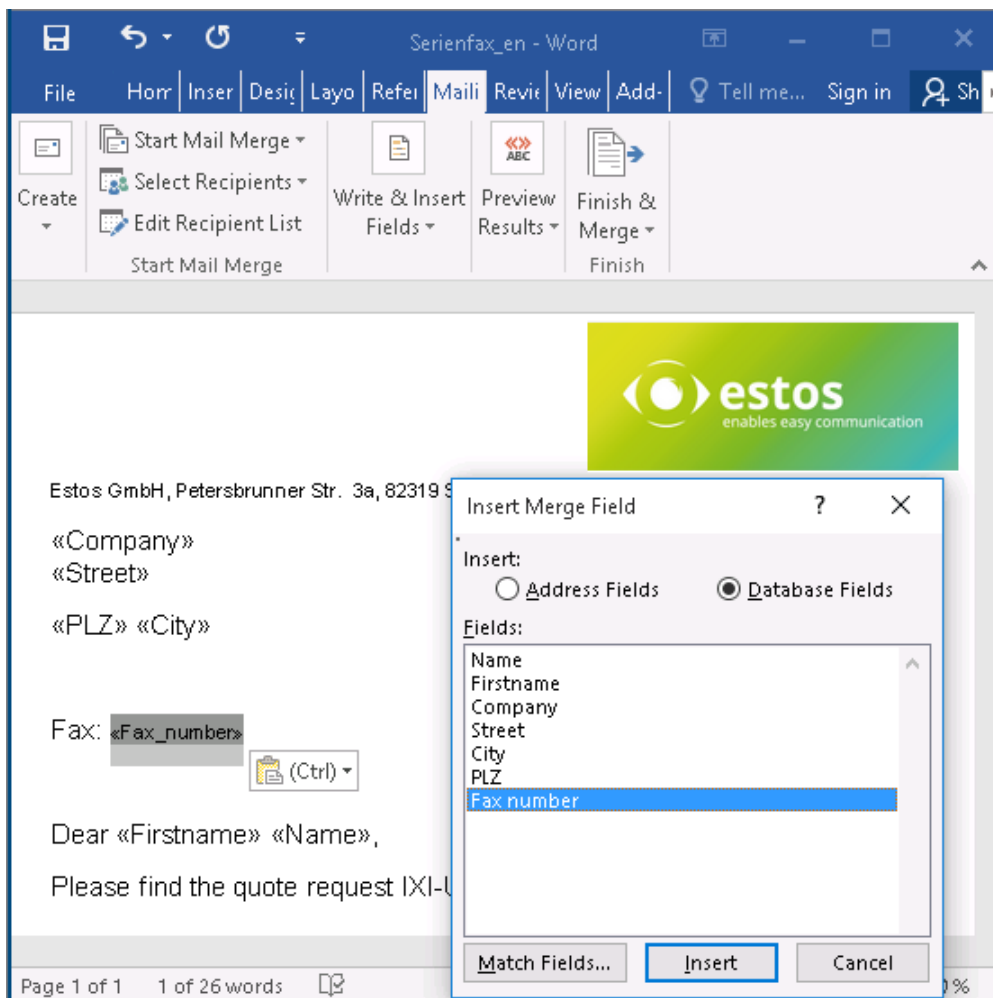 Serienfax_en - Word
File Hom Inser Desig Layo Refer Maili Revie View Add- Tell me... Sign in Sh
Create
Start Mail Merge
Select Recipients
Edit Recipient List
Start Mail Merge
Write & Insert
Fields
ABC
Preview
Results
Finish &
Merge
Finish
estos
enables easy communication
Estos GmbH, Petersbrunner Str. 3a, 82319 S
«Company»
«Street»
«PLZ» «City»
Fax: «Fax_number»
(Ctrl)
Dear «Firstname» «Name»,
Please find the quote request IXI-U
Insert Merge Field ?
Insert:
Address Fields Database Fields
Fields:
Name
Firstname
Company
Street
City
PLZ
Fax number
Match Fields... Insert Cancel
Page 1 of 1 1 of 26 words %